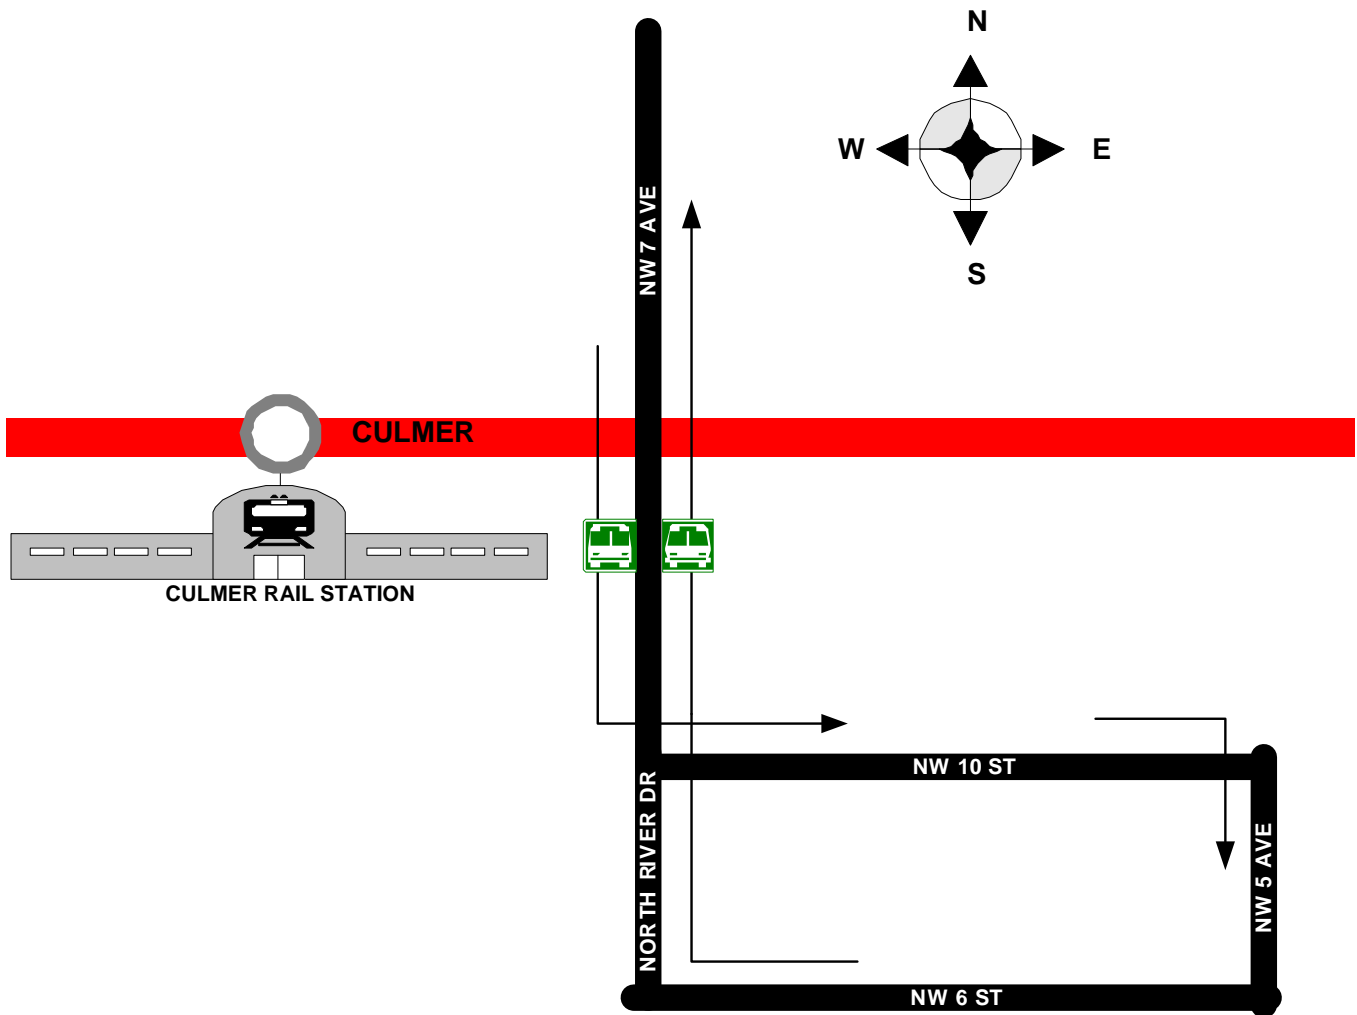 N
W
E
S
NW 7 AVE
CULMER
CULMER RAIL STATION
NW 10 ST
NORTH RIVER DR
NW 5 AVE
NW 6 ST